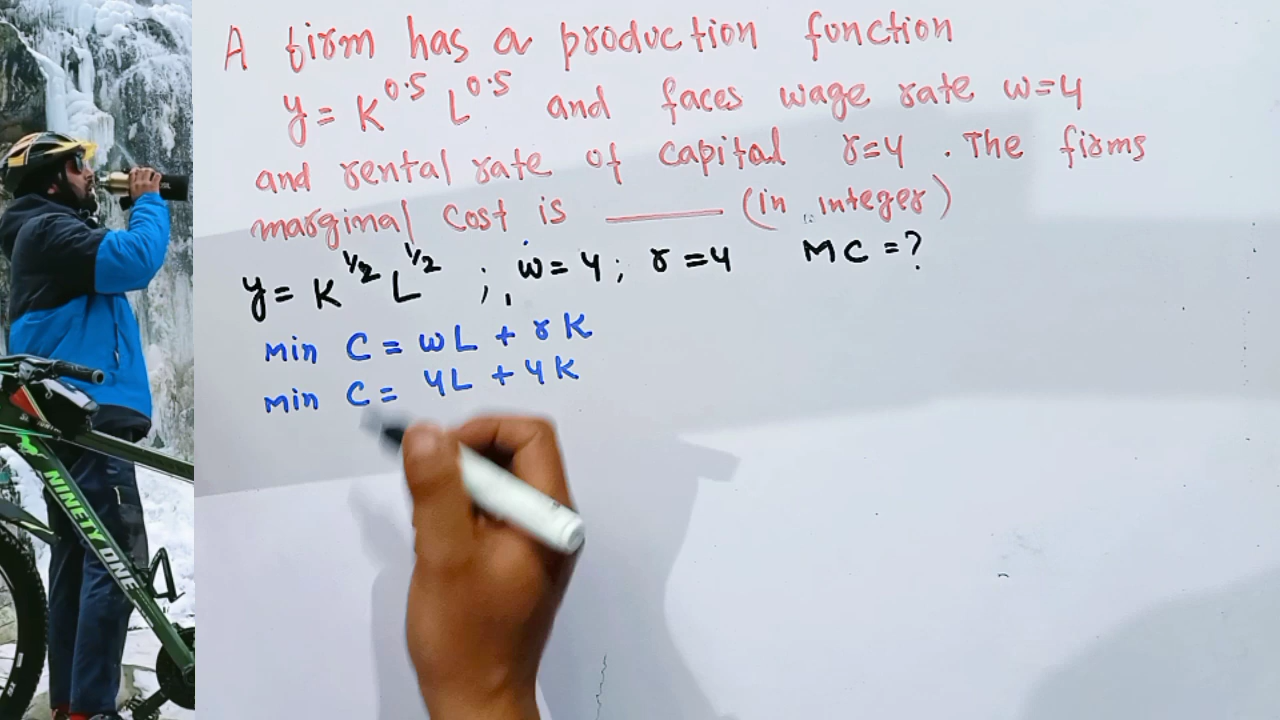 A firm has a production function
y = K^0.5 L^0.5 and faces wage rate w=4
and rental rate of capital r=4 . The firms
marginal cost is ______ (in integer)
y = K^1/2 L^1/2 ; w=4; r=4 MC=?
min C = wL + rK
min C = 4L + 4K
NINETY ONE